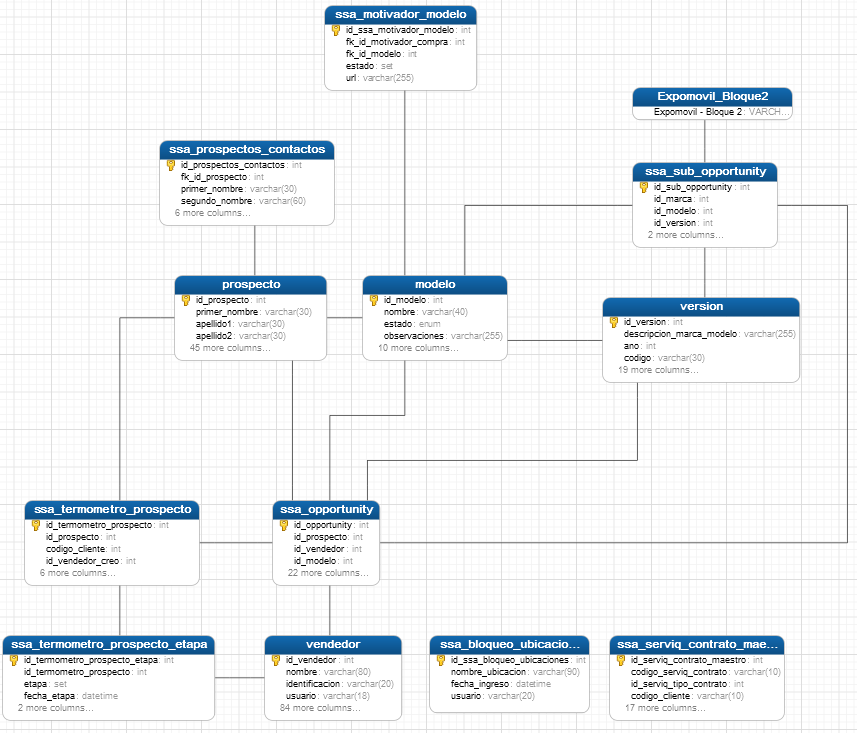 ssa_motivador_modelo
id_ssa_motivador_modelo: int
fk_id_motivador_compra: int
fk_id_modelo: int
estado: set
url: varchar(255)
Expomovil_Bloque2
Expomovil - Bloque 2: VARCH...
ssa_prospectos_contactos
id_prospectos_contactos: int
fk_id_prospecto: int
primer_nombre: varchar(30)
segundo_nombre: varchar(60)
6 more columns...
ssa_sub_opportunity
id_sub_opportunity: int
id_marca: int
id_modelo: int
id_version: int
2 more columns...
prospecto
id_prospecto: int
primer_nombre: varchar(30)
apellido1: varchar(30)
apellido2: varchar(30)
45 more columns...
modelo
id_modelo: int
nombre: varchar(40)
estado: enum
observaciones: varchar(255)
10 more columns...
version
id_version: int
descripcion_marca_modelo: varchar(255)
ano: int
codigo: varchar(30)
19 more columns...
ssa_termometro_prospecto
id_termometro_prospecto: int
id_prospecto: int
codigo_cliente: int
id_vendedor_creo: int
6 more columns...
ssa_opportunity
id_opportunity: int
id_prospecto: int
id_vendedor: int
id_modelo: int
22 more columns...
ssa_termometro_prospecto_etapa
id_termometro_prospecto_etapa: int
id_termometro_prospecto: int
etapa: set
fecha_etapa: datetime
2 more columns...
vendedor
id_vendedor: int
nombre: varchar(80)
identificacion: varchar(20)
usuario: varchar(18)
84 more columns...
ssa_bloqueo_ubicacio...
id_ssa_bloqueo_ubicaciones: int
nombre_ubicacion: varchar(90)
fecha_ingreso: datetime
usuario: varchar(20)
ssa_serviq_contrato_mae...
id_serviq_contrato_maestro: int
codigo_serviq_contrato: varchar(10)
id_serviq_tipo_contrato: int
codigo_cliente: varchar(10)
17 more columns...